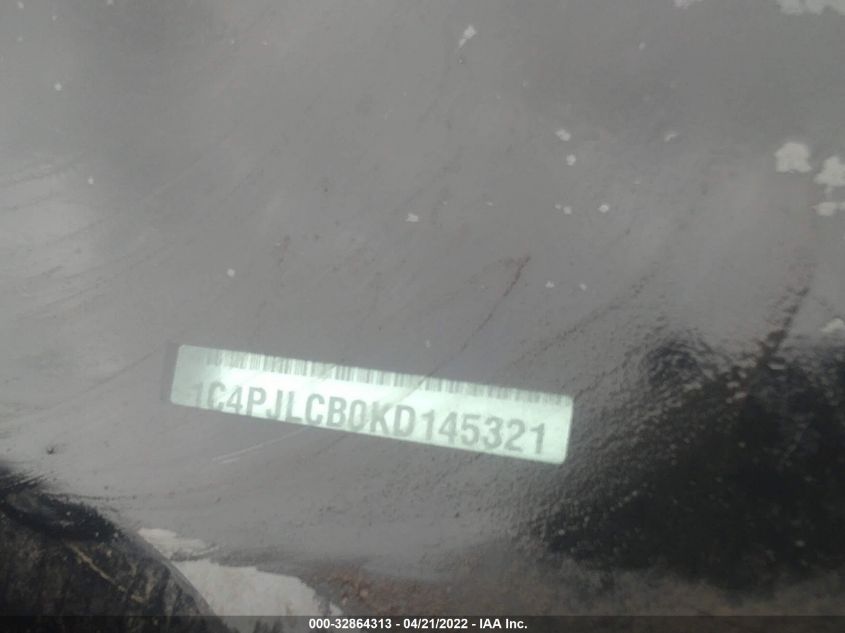 1C4PJLCB0KD145321
000-32864313 - 04/21/2022 - IAA Inc.